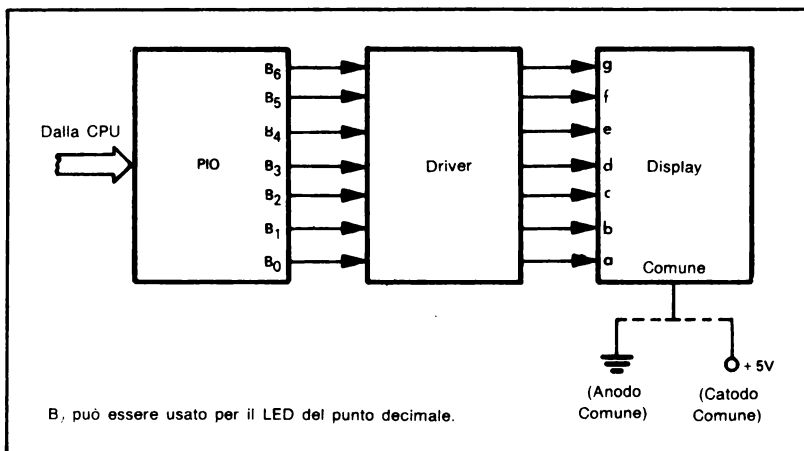 Dalla CPU
PIO
B6
B5
B4
B3
B2
B1
B0
Driver
g
f
e
d
c
b
a
Display
Comune
(Anodo
Comune)
+ 5V
(Catodo
Comune)
B, può essere usato per il LED del punto decimale.